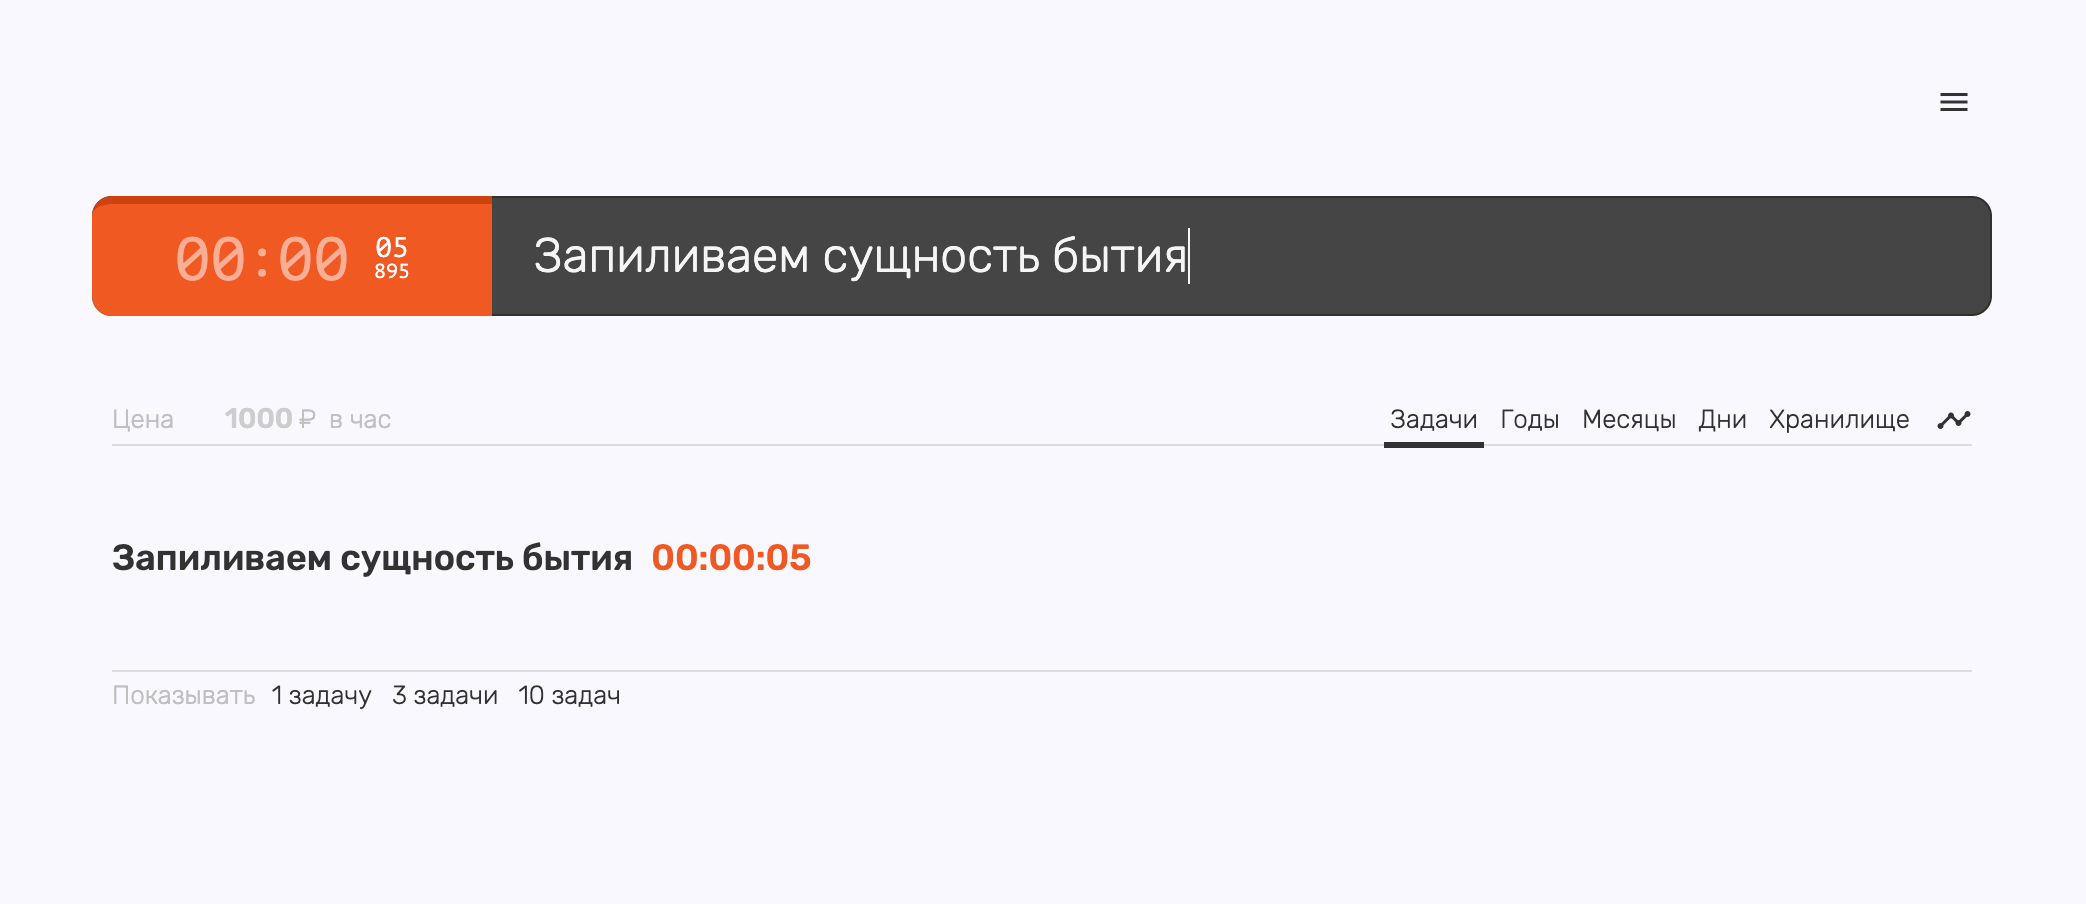 00:00 05
895
Запиливаем сущность бытия
Цена 1000 ₽ в час
Задачи Годы Месяцы Дни Хранилище
Запиливаем сущность бытия 00:00:05
Показывать 1 задачу 3 задачи 10 задач